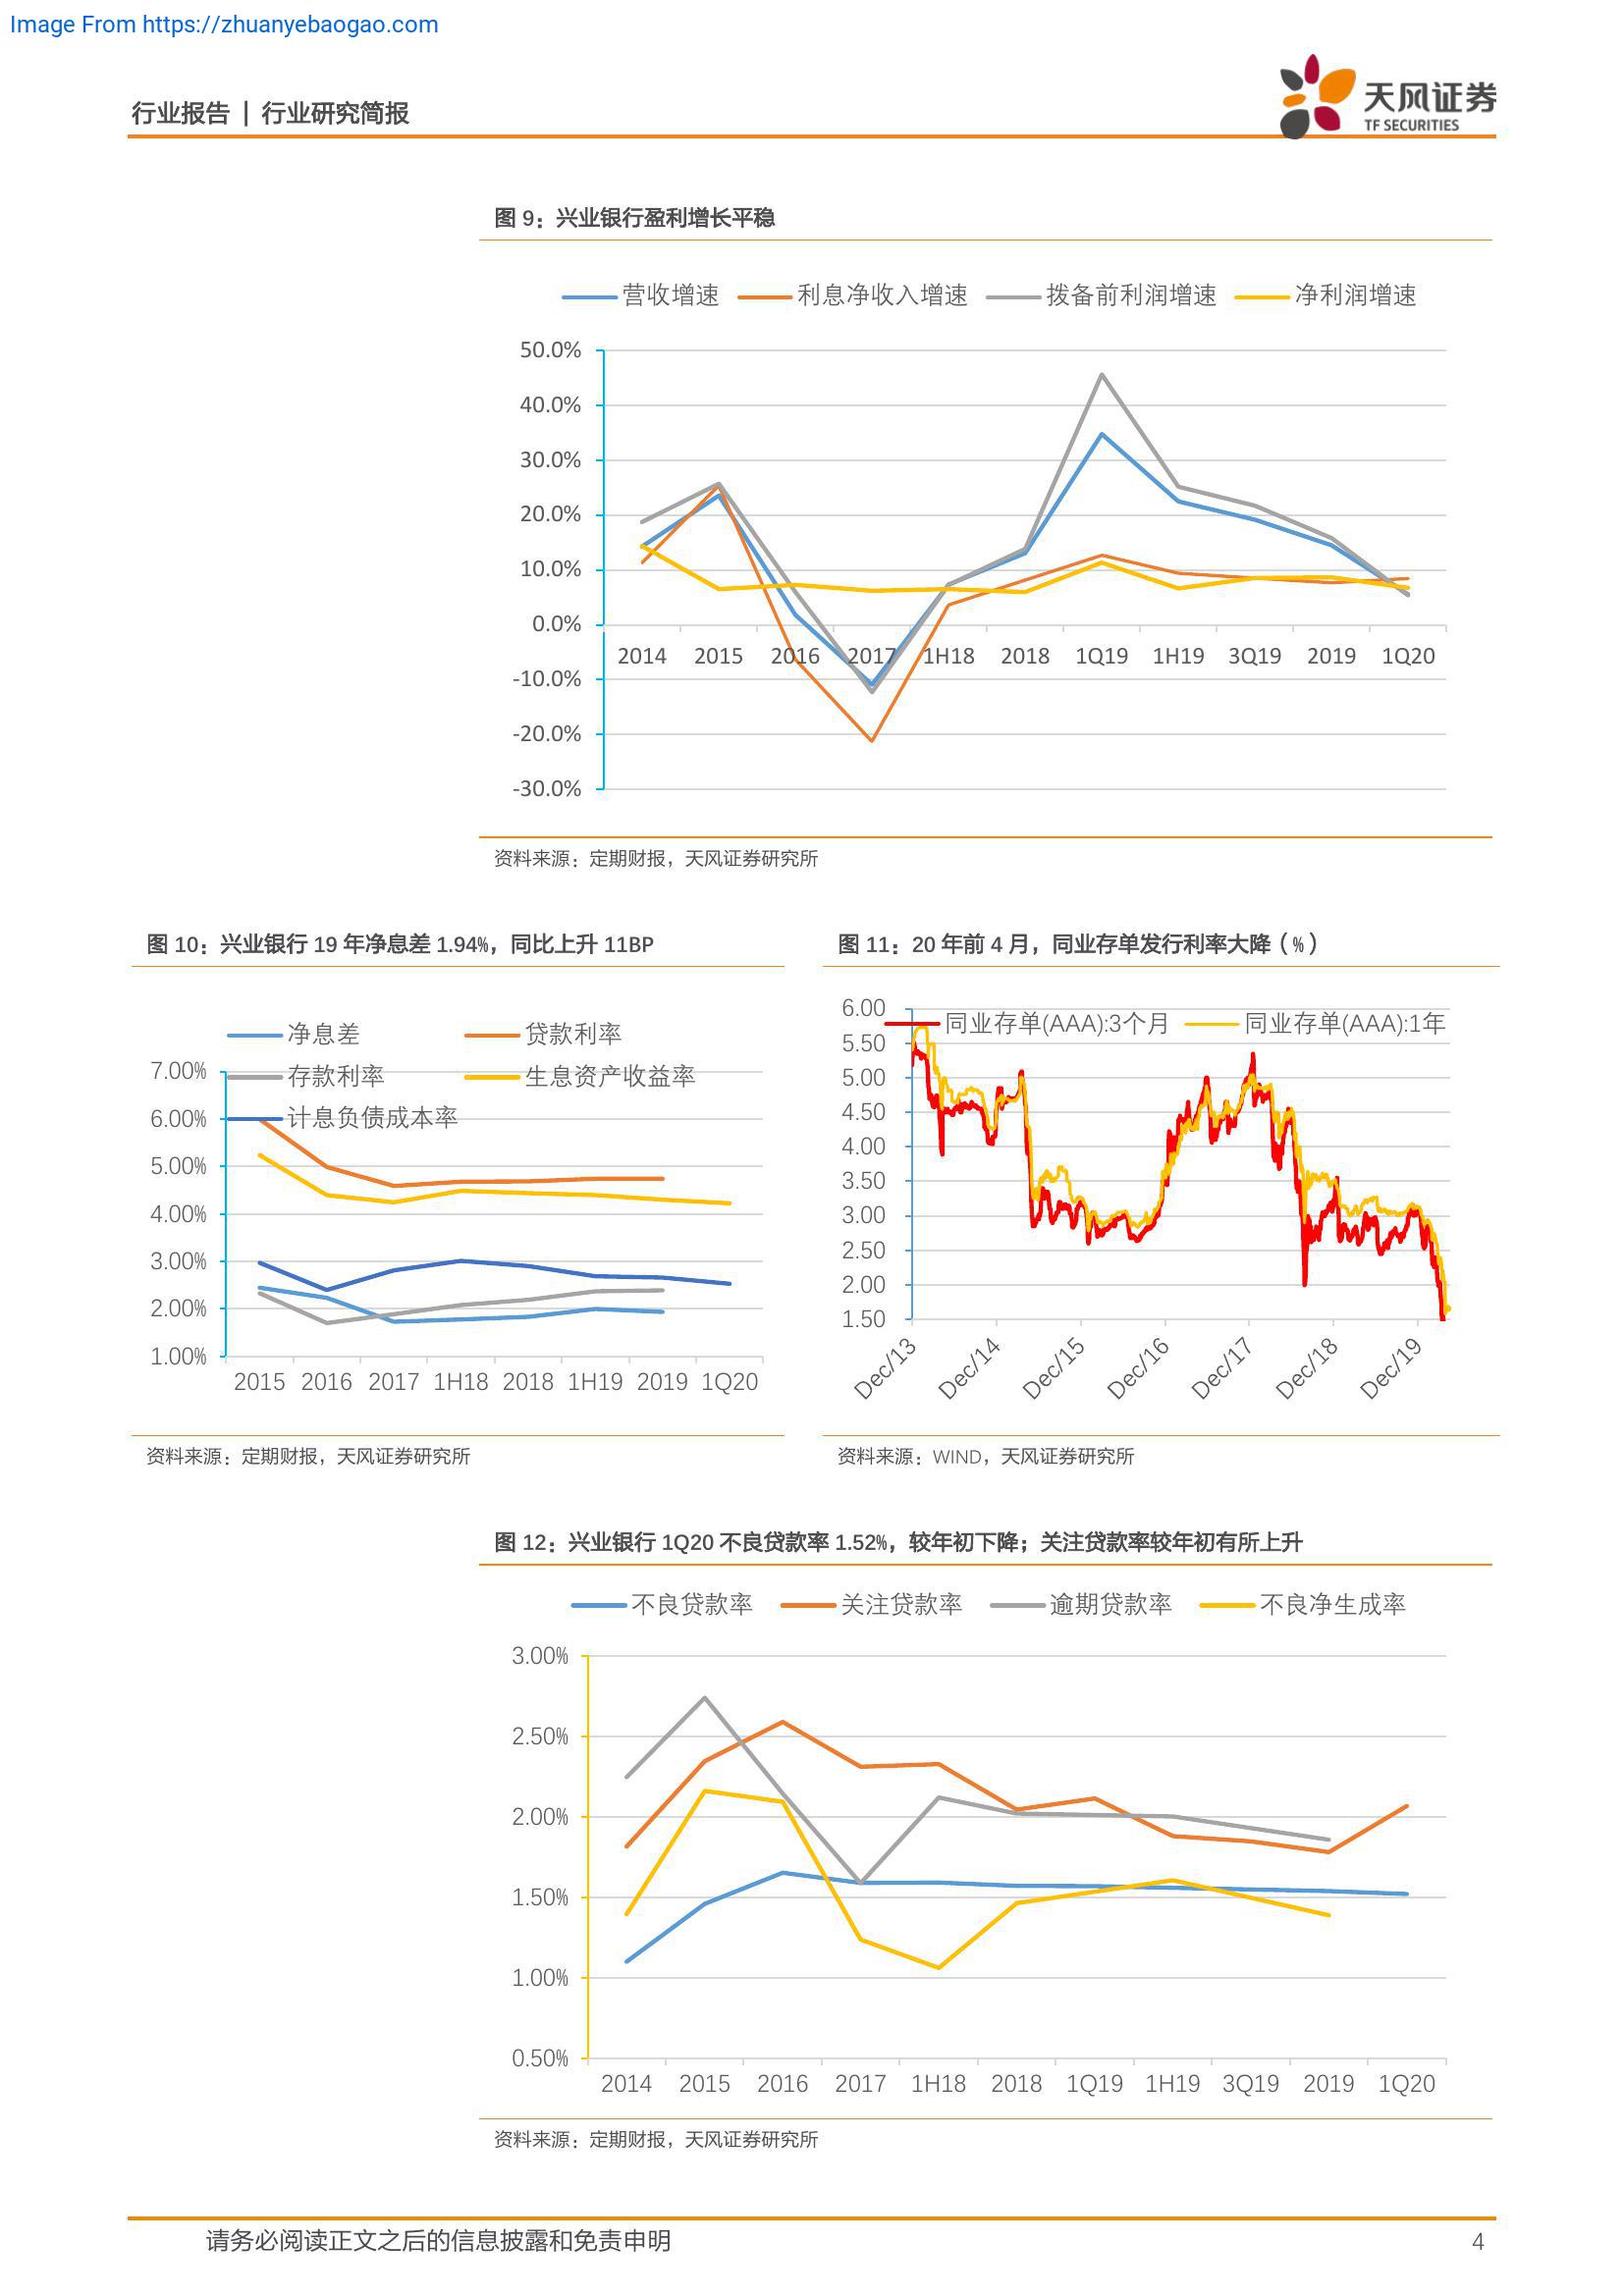 Image From https://zhuanyebaogao.com
行业报告 | 行业研究简报
天风证券
TF SECURITIES
图 9：兴业银行盈利增长平稳
营收增速 利息净收入增速 拨备前利润增速 净利润增速
50.0%
40.0%
30.0%
20.0%
10.0%
0.0%
2014 2015 2016 2017 1H18 2018 1Q19 1H19 3Q19 2019 1Q20
-10.0%
-20.0%
-30.0%
资料来源：定期财报，天风证券研究所
图 10：兴业银行 19 年净息差 1.94%，同比上升 11BP
净息差 贷款利率
7.00%
存款利率 生息资产收益率
6.00%
计息负债成本率
5.00%
4.00%
3.00%
2.00%
1.00%
2015 2016 2017 1H18 2018 1H19 2019 1Q20
资料来源：定期财报，天风证券研究所
图 11：20 年前 4 月，同业存单发行利率大降（%）
6.00
同业存单(AAA):3个月 同业存单(AAA):1年
5.50
5.00
4.50
4.00
3.50
3.00
2.50
2.00
1.50
Dec/13 Dec/14 Dec/15 Dec/16 Dec/17 Dec/18 Dec/19
资料来源：WIND，天风证券研究所
图 12：兴业银行 1Q20 不良贷款率 1.52%，较年初下降；关注贷款率较年初有所上升
不良贷款率 关注贷款率 逾期贷款率 不良净生成率
3.00%
2.50%
2.00%
1.50%
1.00%
0.50%
2014 2015 2016 2017 1H18 2018 1Q19 1H19 3Q19 2019 1Q20
资料来源：定期财报，天风证券研究所
请务必阅读正文之后的信息披露和免责申明 4